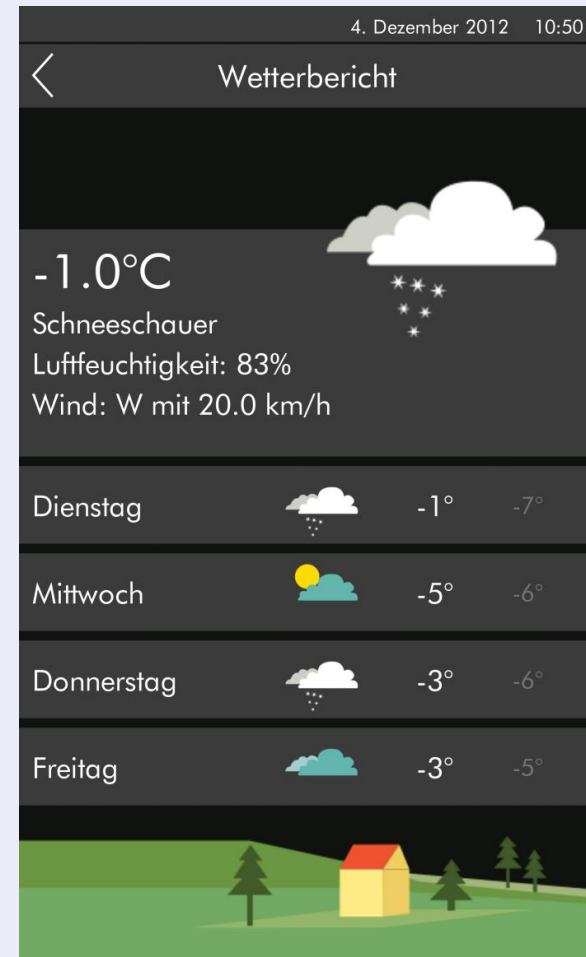 4. Dezember 2012 10:50
Wetterbericht
-1.0°C
Schneeschauer
Luftfeuchtigkeit: 83%
Wind: W mit 20.0 km/h
Dienstag -1° -7°
Mittwoch -5° -6°
Donnerstag -3° -6°
Freitag -3° -5°